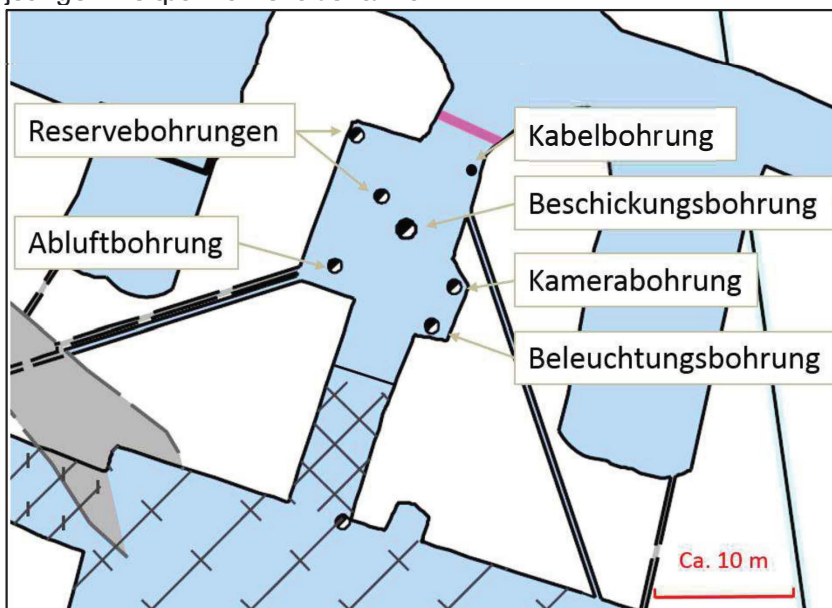 Reservebohrungen
Kabelbohrung
Beschickungsbohrung
Abluftbohrung
Kamerabohrung
Beleuchtungsbohrung
Ca. 10 m